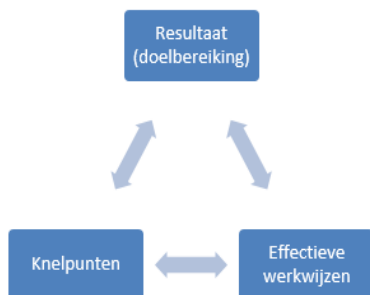 Resultaat
(doelbereiking)
Knelpunten
Effectieve
werkwijzen